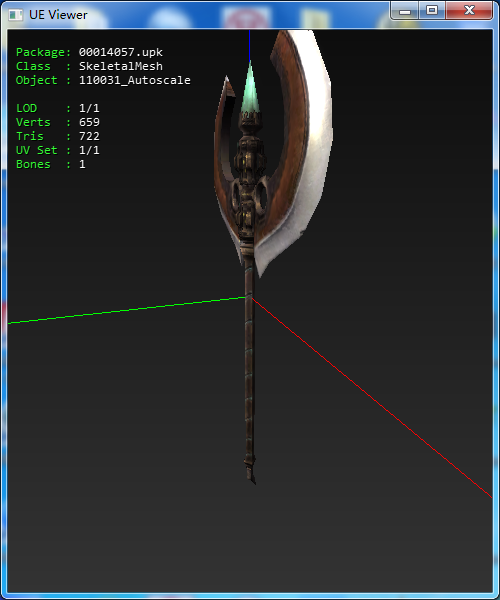 UE Viewer
Package: 00014057.upk
Class : SkeletalMesh
Object : 110031_Autoscale
LOD : 1/1
Verts : 659
Tris : 722
UV Set : 1/1
Bones : 1